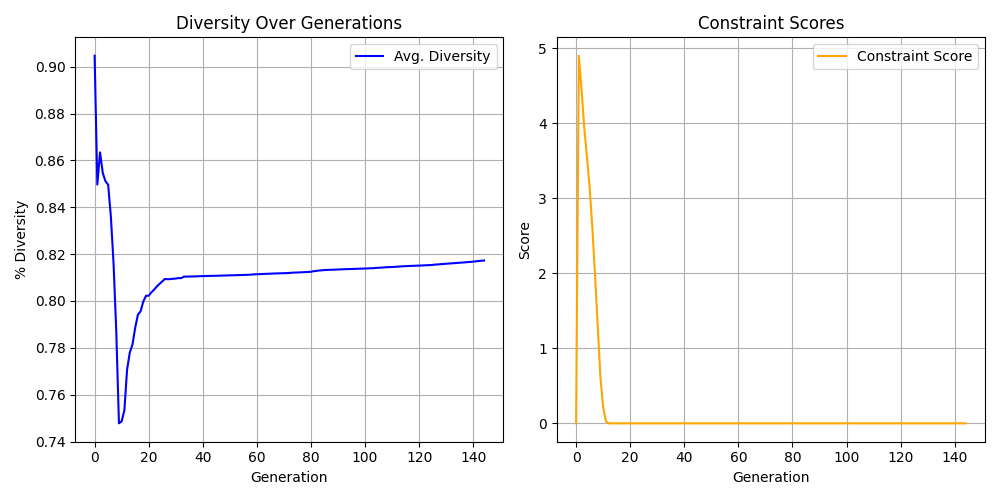 Diversity Over Generations
Avg. Diversity
% Diversity
0.90
0.88
0.86
0.84
0.82
0.80
0.78
0.76
0.74
0 20 40 60 80 100 120 140
Generation
Constraint Scores
Constraint Score
Score
5
4
3
2
1
0
0 20 40 60 80 100 120 140
Generation